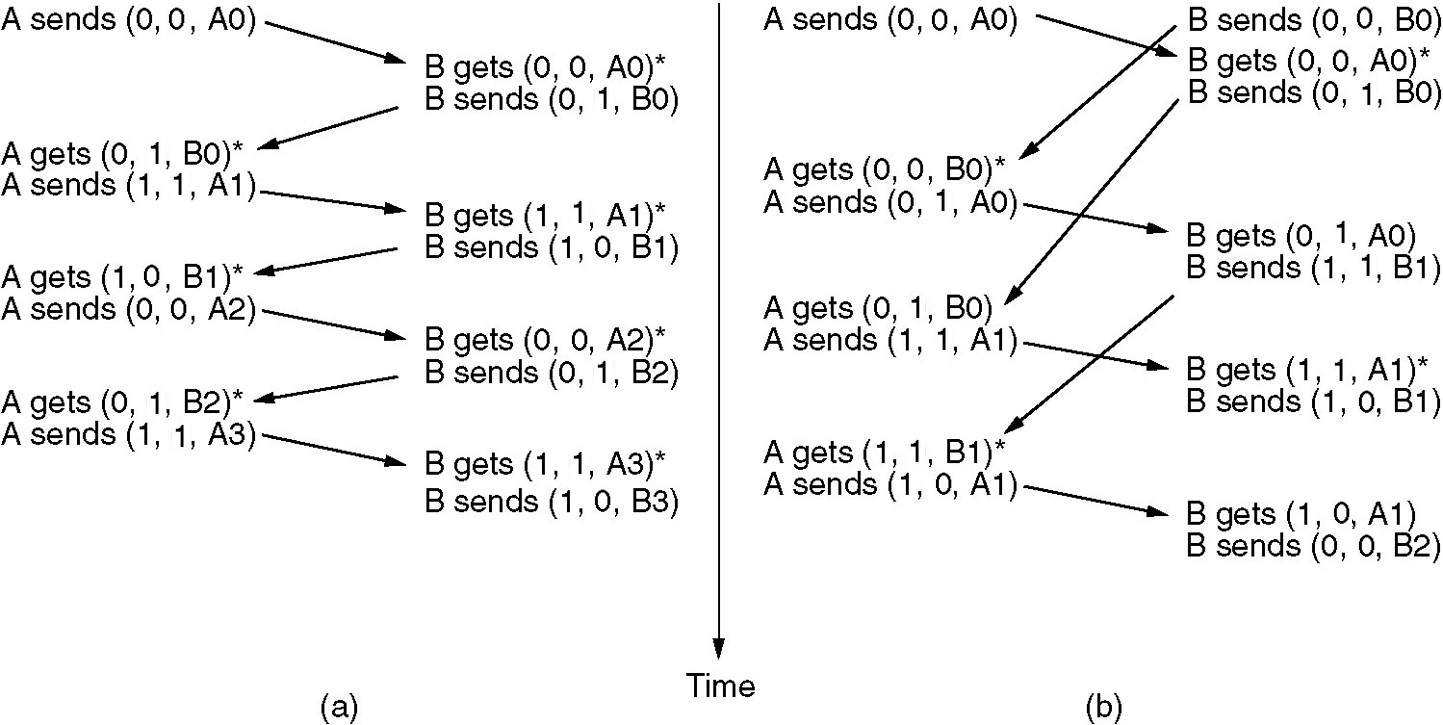 A sends (0, 0, A0)
B gets (0, 0, A0)*
B sends (0, 1, B0)
A gets (0, 1, B0)*
A sends (1, 1, A1)
B gets (1, 1, A1)*
B sends (1, 0, B1)
A gets (1, 0, B1)*
A sends (0, 0, A2)
B gets (0, 0, A2)*
B sends (0, 1, B2)
A gets (0, 1, B2)*
A sends (1, 1, A3)
B gets (1, 1, A3)*
B sends (1, 0, B3)
(a)
Time
A sends (0, 0, A0)
B sends (0, 0, B0)
B gets (0, 0, A0)*
B sends (0, 1, B0)
A gets (0, 0, B0)*
A sends (0, 1, A0)
B gets (0, 1, A0)
B sends (1, 1, B1)
A gets (0, 1, B0)
A sends (1, 1, A1)
B gets (1, 1, A1)*
B sends (1, 0, B1)
A gets (1, 1, B1)*
A sends (1, 0, A1)
B gets (1, 0, A1)
B sends (0, 0, B2)
(b)